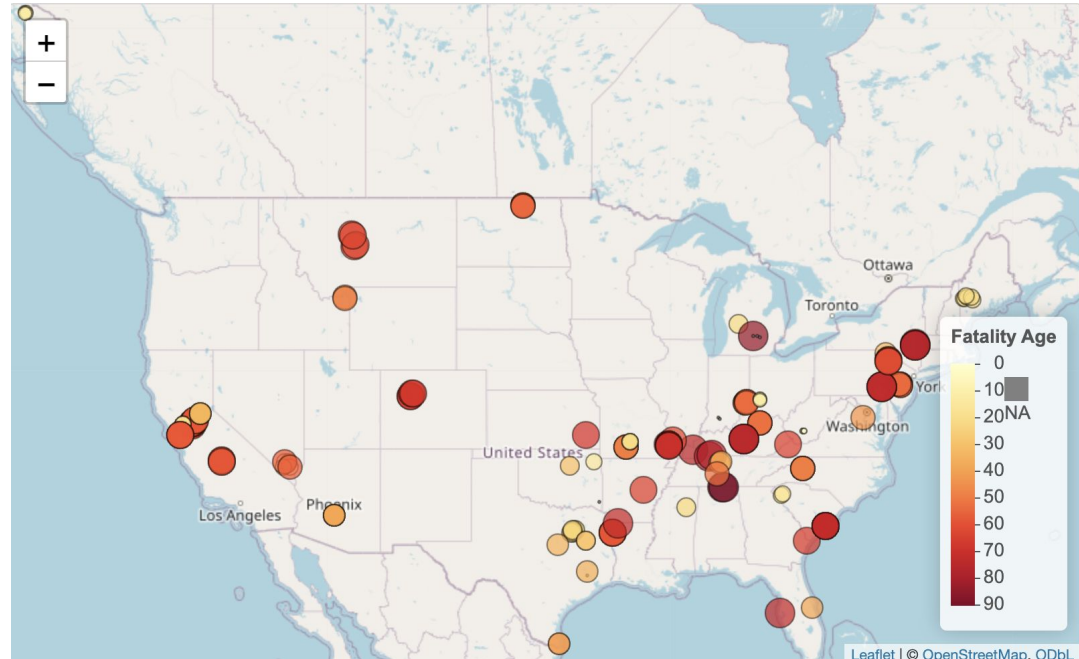 +
−
Ottawa
Toronto
Fatality Age
0
10
20
NA
30
40
50
60
70
80
90
York
Washington
United States
Phoenix
Los Angeles
Leaflet | © OpenStreetMap, ODbL